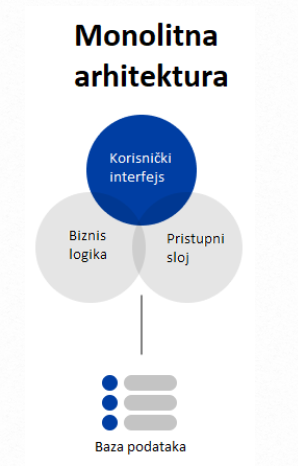 Monolitna
arhitektura
Korisnički
interfejs
Biznis
logika
Pristupni
sloj
Baza podataka